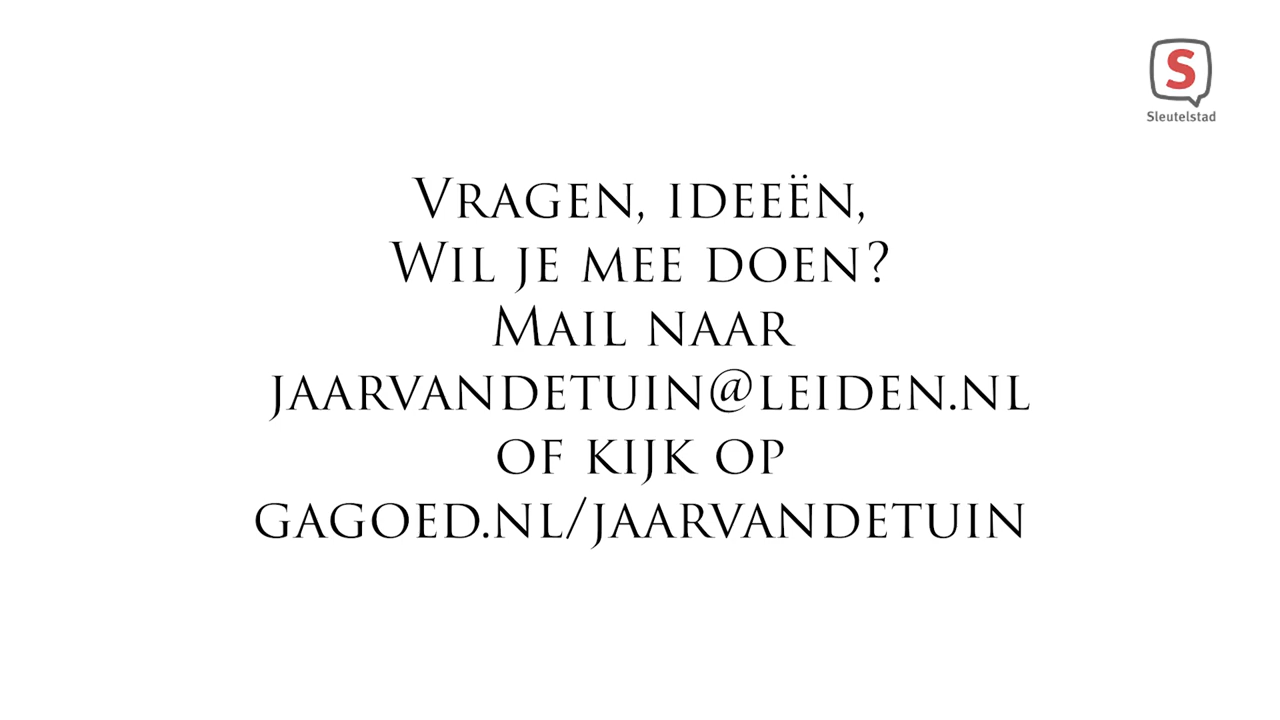 S
Sleutelstad
Vragen, ideeën,
Wil je mee doen?
Mail naar
jaarvandetuin@leiden.nl
of kijk op
gagoed.nl/jaarvandetuin